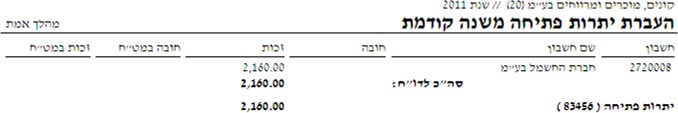 קונים, מוכרים ומרווחים בע"מ (20) // שנת 2011
העברת יתרות פתיחה משנה קודמת מהלך אמת
חשבון שם חשבון חובה זכות חובה במט"ח זכות במט"ח
2720008 חברת החשמל בע"מ 2,160.00
סה"כ לדו"ח: 2,160.00
יתרות פתיחה ( 83456 ) 2,160.00